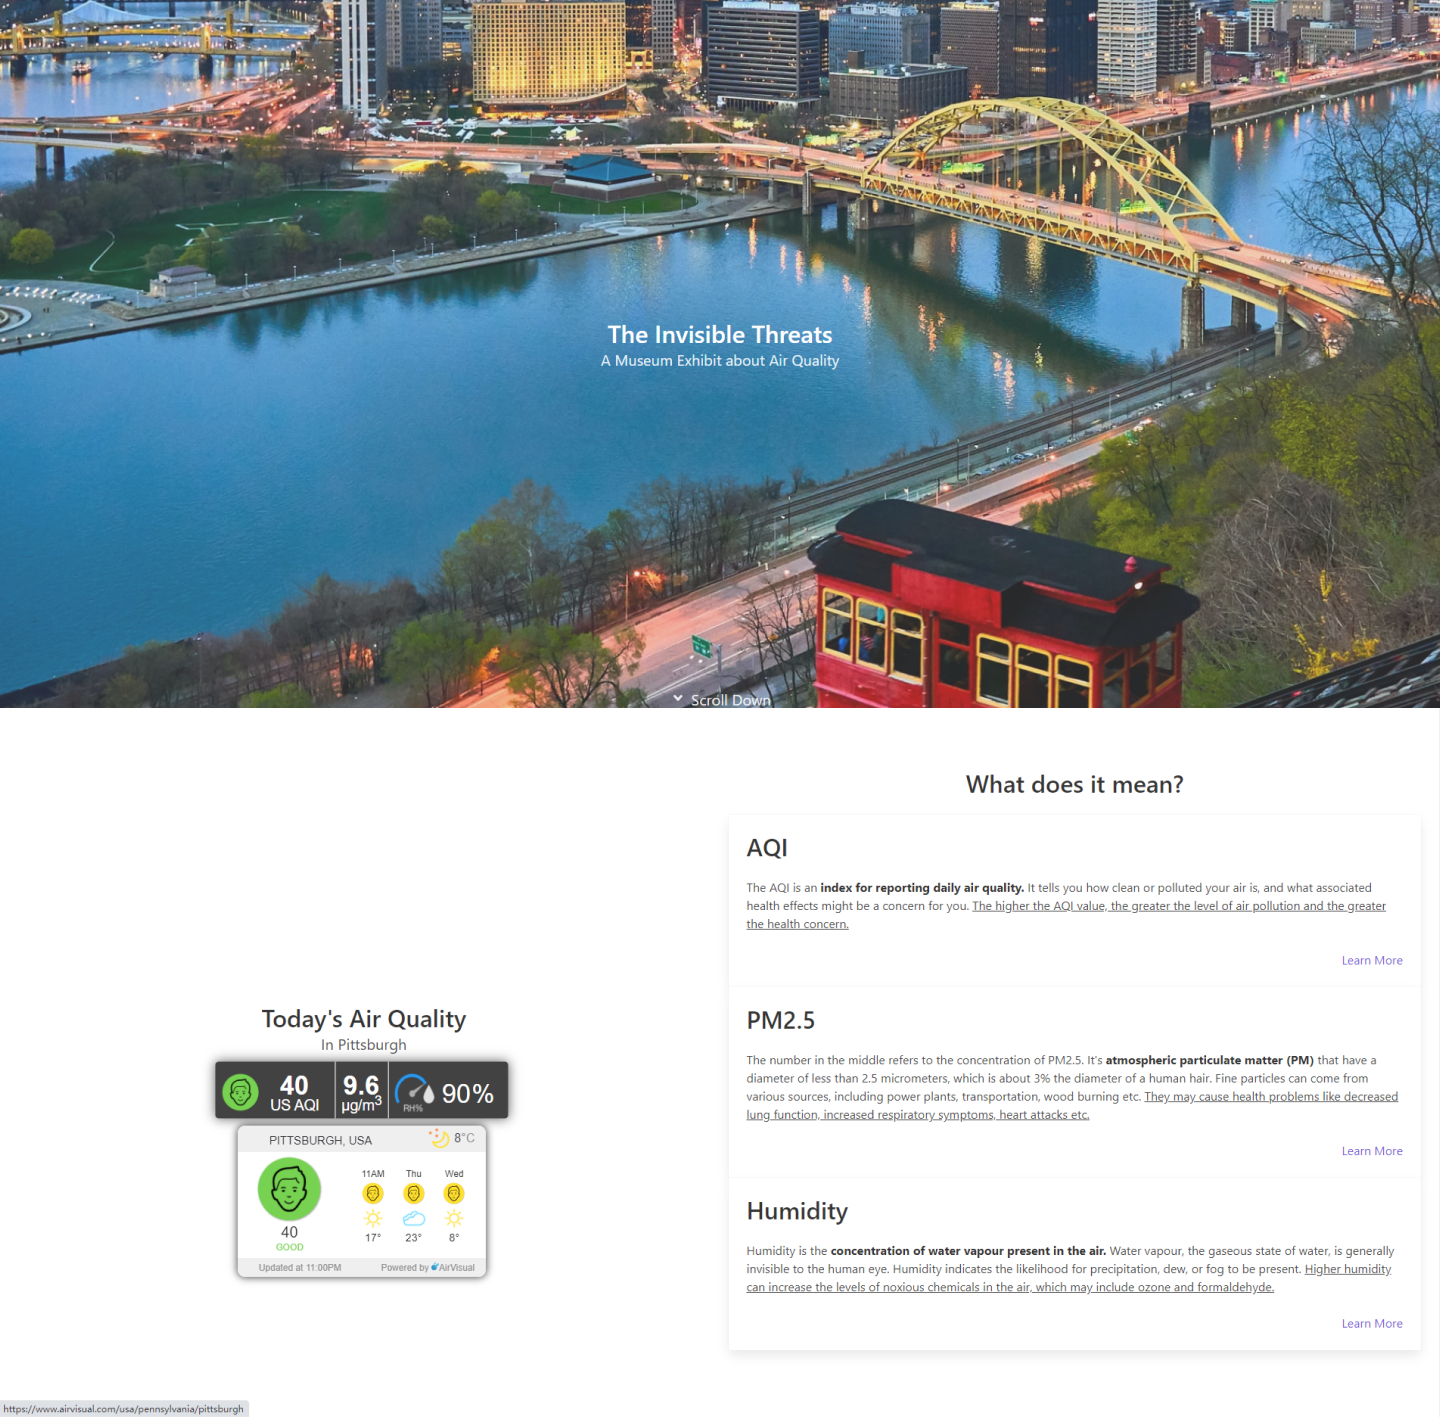 The Invisible Threats
A Museum Exhibit about Air Quality
Scroll Down
Today's Air Quality
In Pittsburgh
40
US AQI
9.6
µg/m3
RH%
90%
PITTSBURGH, USA
8°C
40
GOOD
11AM Thu Wed
17° 23° 8°
Updated at 11:00PM
Powered by AirVisual
What does it mean?
AQI
The AQI is an index for reporting daily air quality. It tells you how clean or polluted your air is, and what associated
health effects might be a concern for you. The higher the AQI value, the greater the level of air pollution and the greater
the health concern.
Learn More
PM2.5
The number in the middle refers to the concentration of PM2.5. It's atmospheric particulate matter (PM) that have a
diameter of less than 2.5 micrometers, which is about 3% the diameter of a human hair. Fine particles can come from
various sources, including power plants, transportation, wood burning etc. They may cause health problems like decreased
lung function, increased respiratory symptoms, heart attacks etc.
Learn More
Humidity
Humidity is the concentration of water vapour present in the air. Water vapour, the gaseous state of water, is generally
invisible to the human eye. Humidity indicates the likelihood for precipitation, dew, or fog to be present. Higher humidity
can increase the levels of noxious chemicals in the air, which may include ozone and formaldehyde.
Learn More
https://www.airvisual.com/usa/pennsylvania/pittsburgh